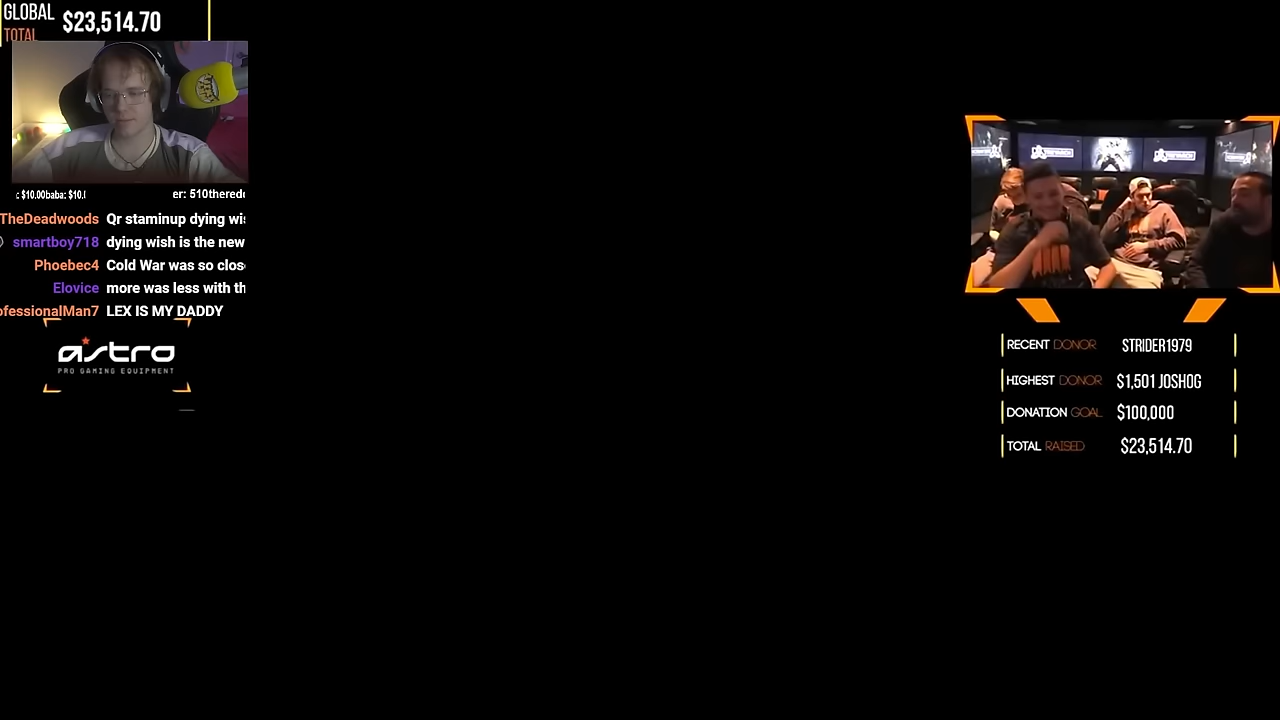 GLOBAL
TOTAL
$23,514.70
: $10.00baba: $10.
er: 510there
TheDeadwoods Qr staminup dying wi
smartboy718 dying wish is the new
Phoebec4 Cold War was so clos
Elovice more was less with th
ofessionalMan7 LEX IS MY DADDY
astro
PRO GAMING EQUIPMENT
RECENT DONOR STRIDER1979
HIGHEST DONOR $1,501 JOSHOG
DONATION GOAL $100,000
TOTAL RAISED $23,514.70